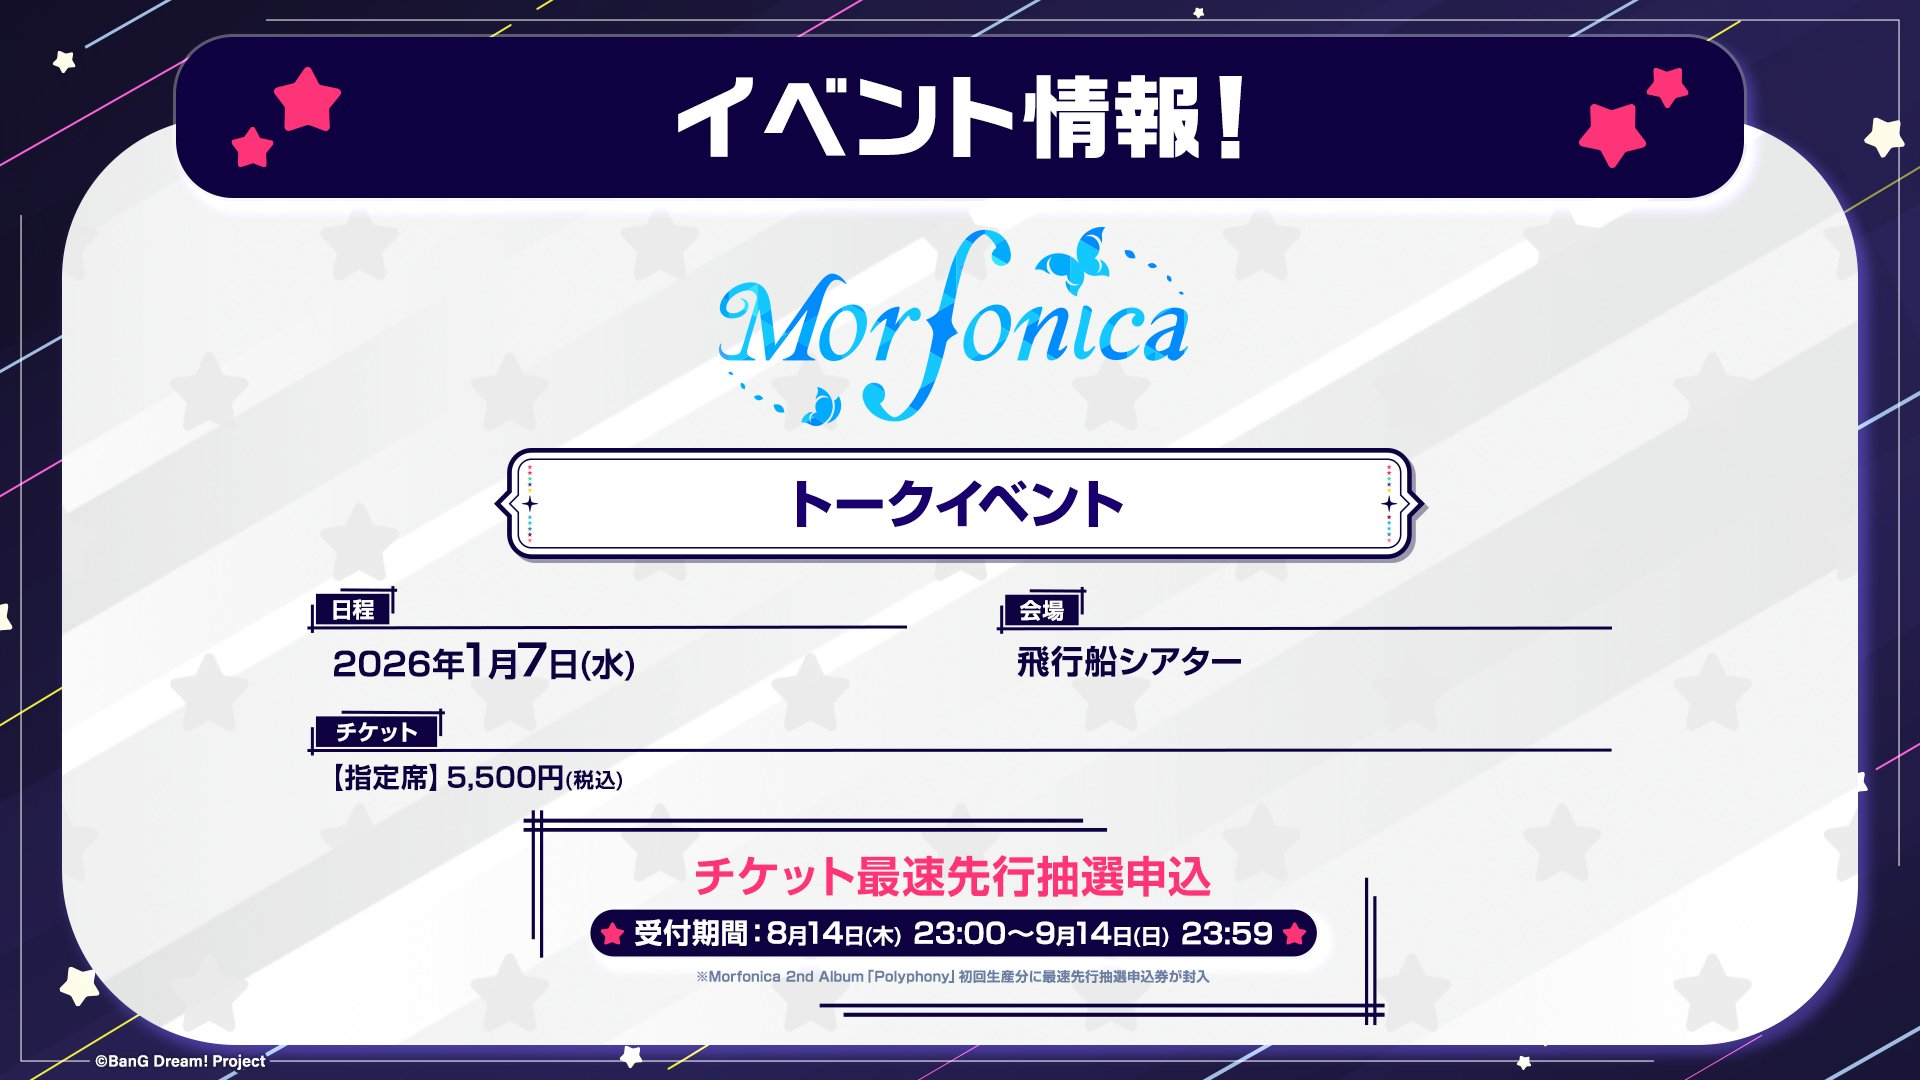 イベント情報!
Morfonica
トークイベント
日程
2026年1月7日(水)
会場
飛行船シアター
チケット
【指定席】5,500円(税込)
チケット最速先行抽選申込
受付期間：8月14日(木) 23:00～9月14日(日) 23:59
※Morfonica 2nd Album「Polyphony」初回生産分に最速先行抽選申込券が封入
©BanG Dream! Project